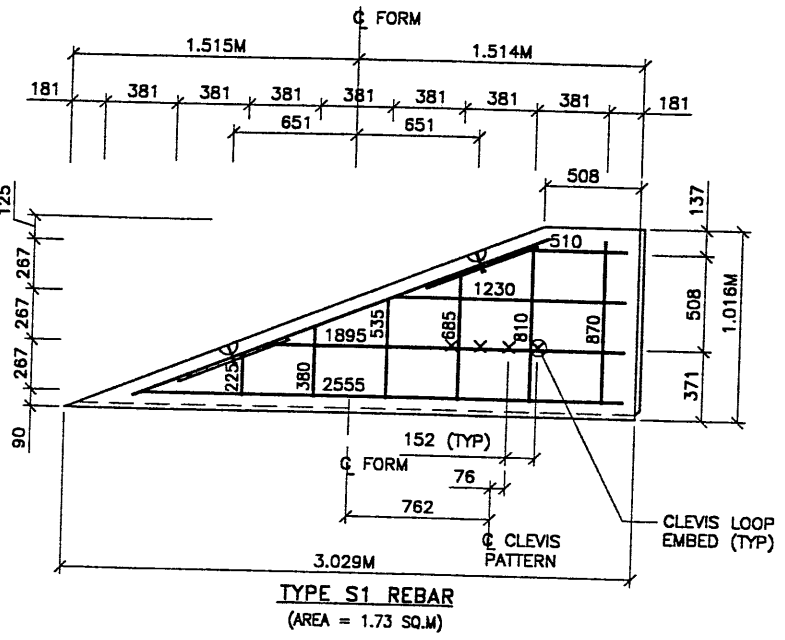 ℄ FORM
1.515M 1.514M
181 381 381 381 381 381 381 381 181
651 651
508
125
137
510
267
1230
267
535 685 810 870
508
1.016M
1895
267
225 380
2555
371
90
152 (TYP)
℄ FORM
76
762
℄ CLEVIS
PATTERN
CLEVIS LOOP
EMBED (TYP)
3.029M
TYPE S1 REBAR
(AREA = 1.73 SQ.M)